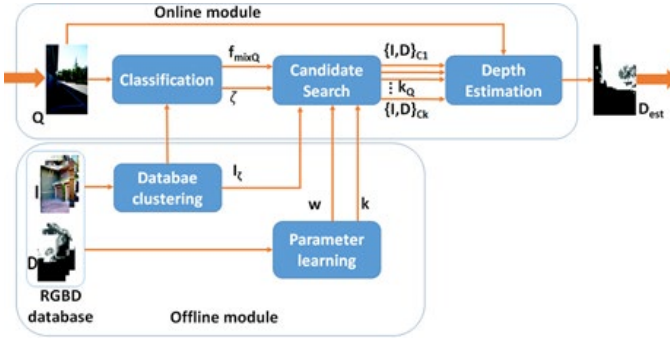 Online module
f_mixQ
{I,D}_C1
Classification
Candidate
Search
Depth
Estimation
ζ
⋮ k_Q
{I,D}_Ck
Q
D_est
I
Databae
clustering
I_ζ
w
k
D
Parameter
learning
RGBD
database
Offline module